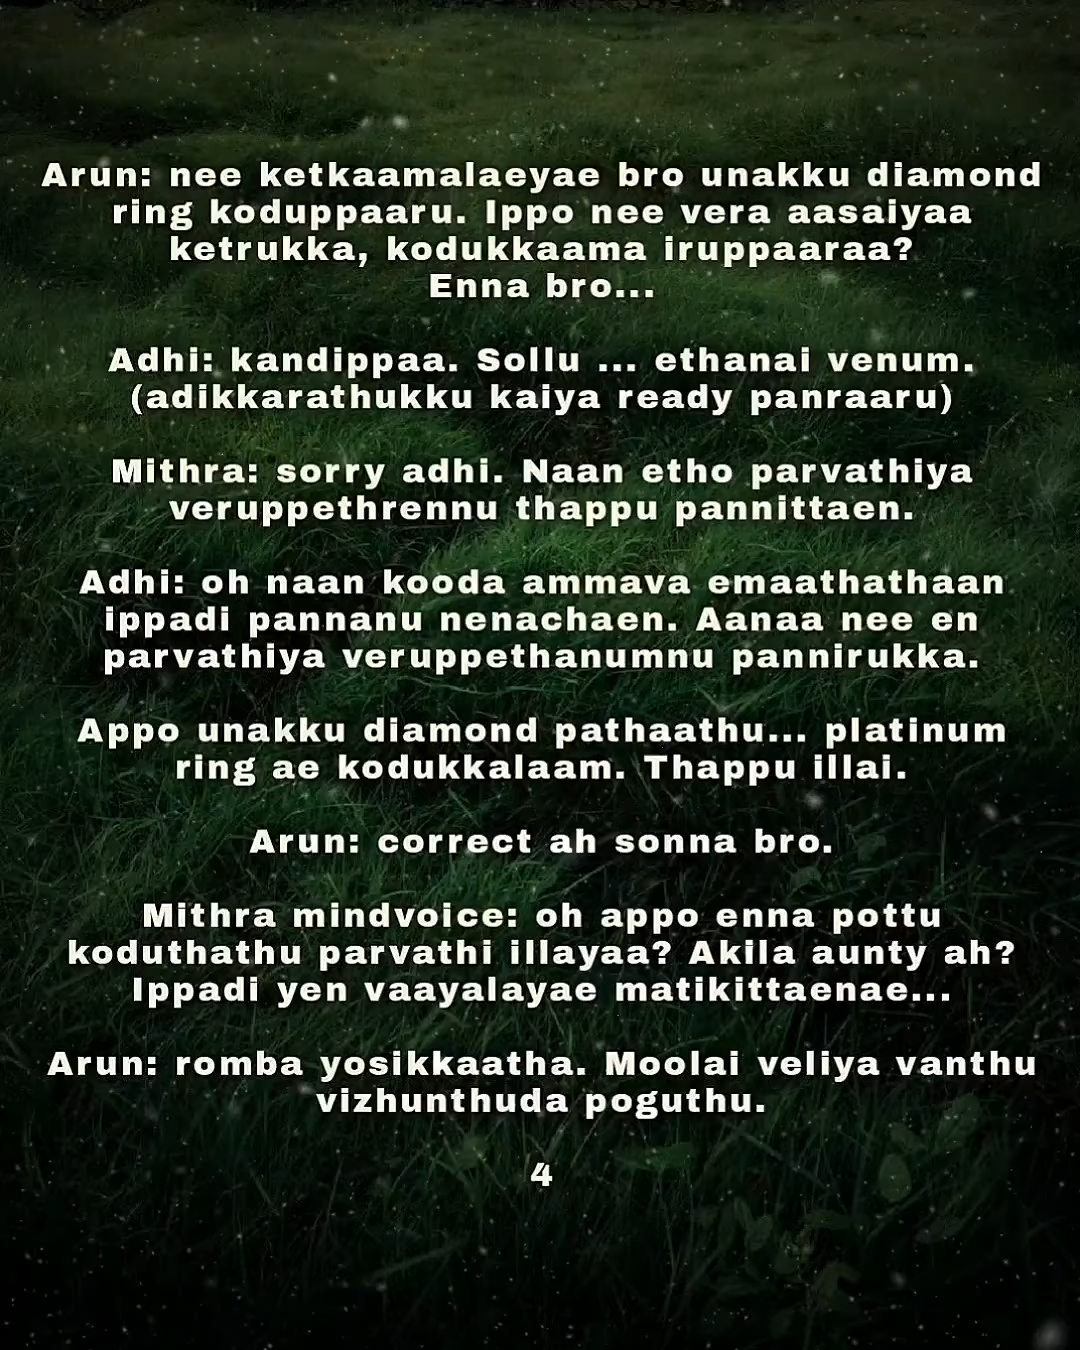 Arun: nee ketkaamalaeyae bro unakku diamond
ring koduppaaru. Ippo nee vera aasaiyaa
ketrukka, kodukkaama iruppaaraa?
Enna bro...
Adhi: kandippaa. Sollu ... ethanai venum.
(adikkarathukku kaiya ready panraaru)
Mithra: sorry adhi. Naan etho parvathiya
veruppethrennu thappu pannittaen.
Adhi: oh naan kooda ammava emaathathaan
ippadi pannanu nenachaen. Aanaa nee en
parvathiya veruppethanumnu pannirukka.
Appo unakku diamond pathaathu... platinum
ring ae kodukkalaam. Thappu illai.
Arun: correct ah sonna bro.
Mithra mindvoice: oh appo enna pottu
koduthathu parvathi illayaa? Akila aunty ah?
Ippadi yen vaayalayae matikittaenae...
Arun: romba yosikkaatha. Moolai veliya vanthu
vizhunthuda poguthu.
4